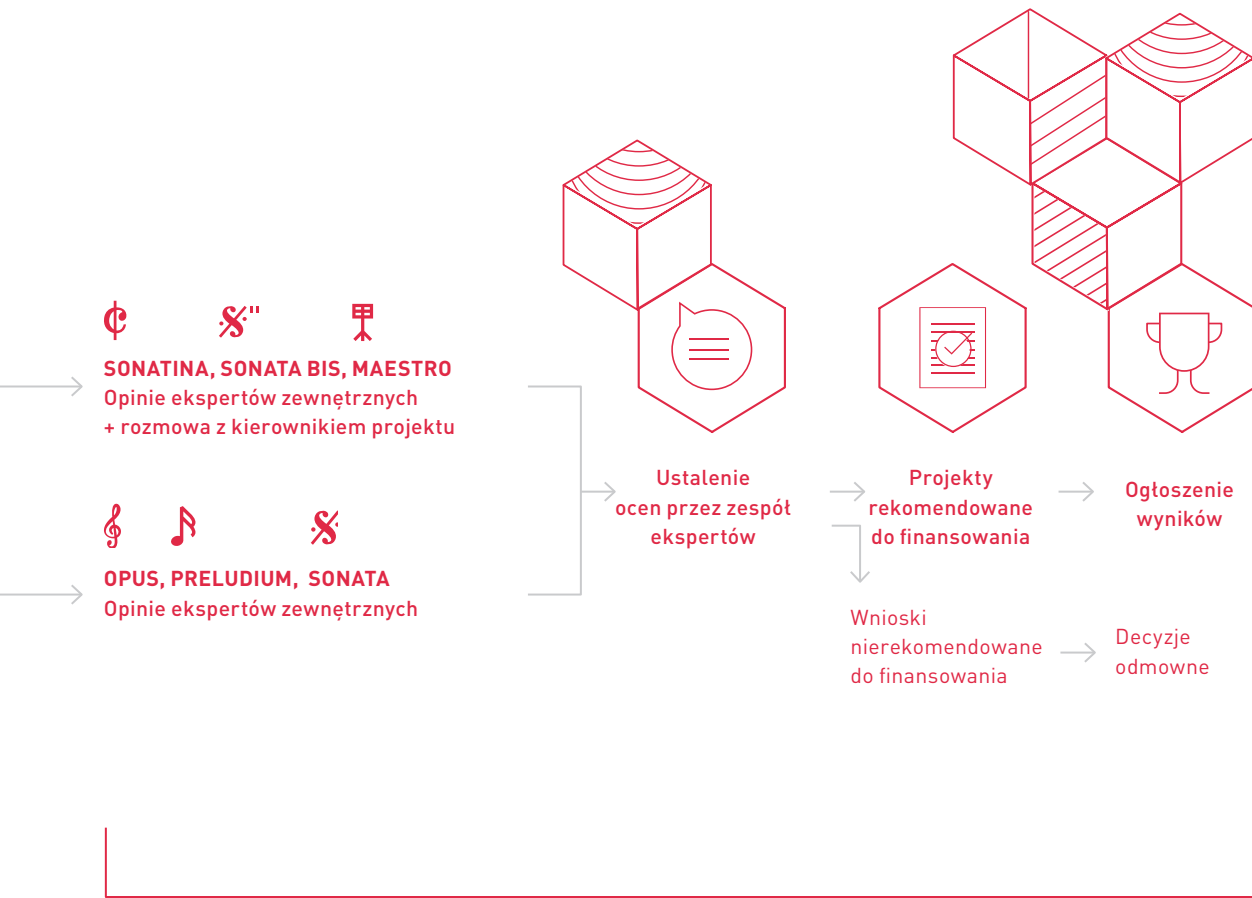 SONATINA, SONATA BIS, MAESTRO
Opinie ekspertów zewnętrznych
+ rozmowa z kierownikiem projektu
OPUS, PRELUDIUM, SONATA
Opinie ekspertów zewnętrznych
Ustalenie
ocen przez zespół
ekspertów
Projekty
rekomendowane
do finansowania
Ogłoszenie
wyników
Wnioski
nierekomendowane
do finansowania
Decyzje
odmowne